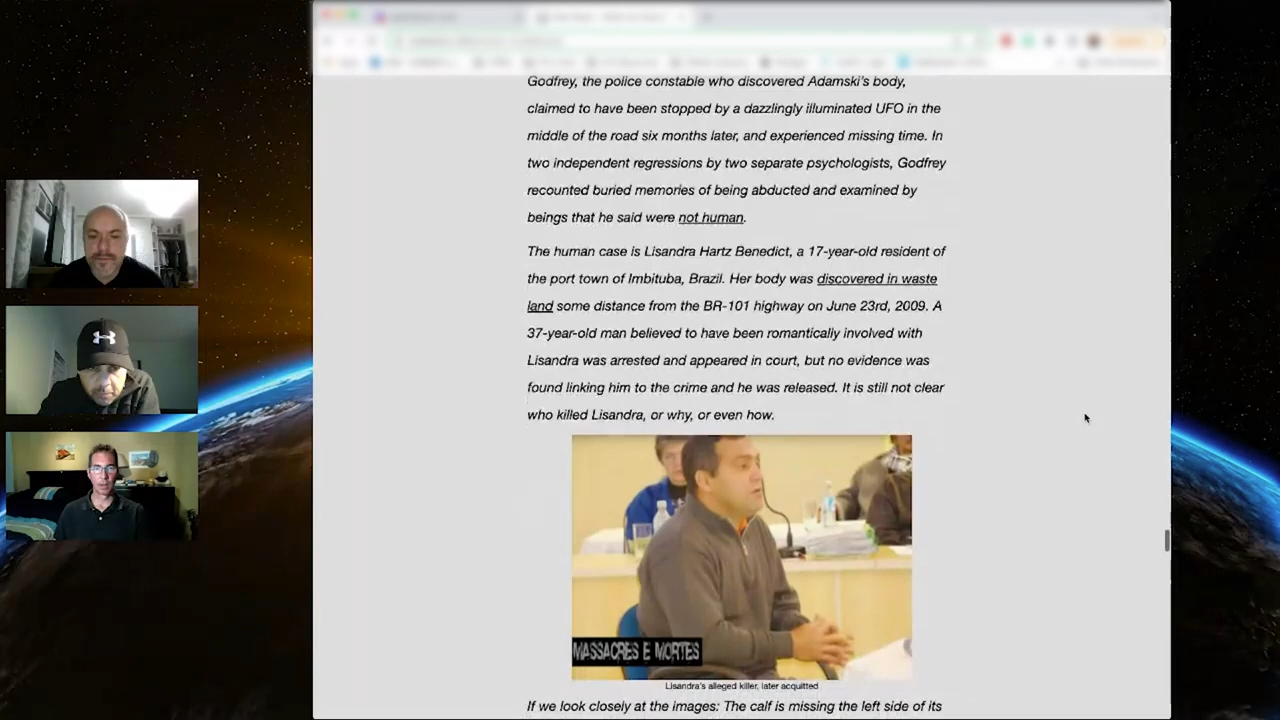 Godfrey, the police constable who discovered Adamski's body,
claimed to have been stopped by a dazzlingly illuminated UFO in the
middle of the road six months later, and experienced missing time. In
two independent regressions by two separate psychologists, Godfrey
recounted buried memories of being abducted and examined by
beings that he said were not human.
The human case is Lisandra Hartz Benedict, a 17-year-old resident of
the port town of Imbituba, Brazil. Her body was discovered in waste
land some distance from the BR-101 highway on June 23rd, 2009. A
37-year-old man believed to have been romantically involved with
Lisandra was arrested and appeared in court, but no evidence was
found linking him to the crime and he was released. It is still not clear
who killed Lisandra, or why, or even how.
MASSACRES E MORTES
Lisandra's alleged killer, later acquitted
If we look closely at the images: The calf is missing the left side of its